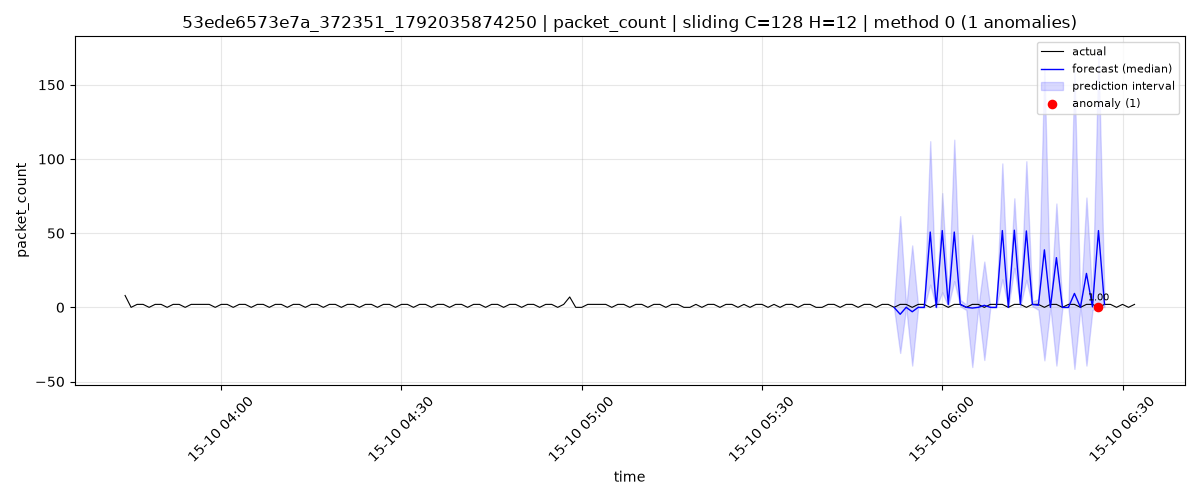 53ede6573e7a_372351_1792035874250 | packet_count | sliding C=128 H=12 | method 0 (1 anomalies)
actual
forecast (median)
prediction interval
anomaly (1)
150
100
50
0
−50
packet_count
1.00
15-10 04:00
15-10 04:30
15-10 05:00
15-10 05:30
15-10 06:00
15-10 06:30
time